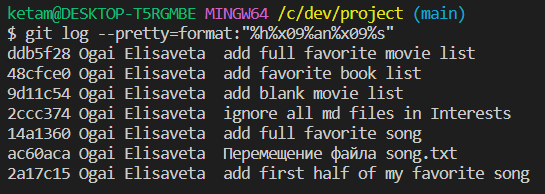 ketam@DESKTOP-T5RGMBE MINGW64 /c/dev/project (main)
$ git log --pretty=format:"%h%x09%an%x09%s"
ddb5f28 Ogai Elisaveta  add full favorite movie list
48cfce0 Ogai Elisaveta  add favorite book list
9d11c54 Ogai Elisaveta  add blank movie list
2ccc374 Ogai Elisaveta  ignore all md files in Interests
14a1360 Ogai Elisaveta  add full favorite song
ac60aca Ogai Elisaveta  Перемещение файла song.txt
2a17c15 Ogai Elisaveta  add first half of my favorite song